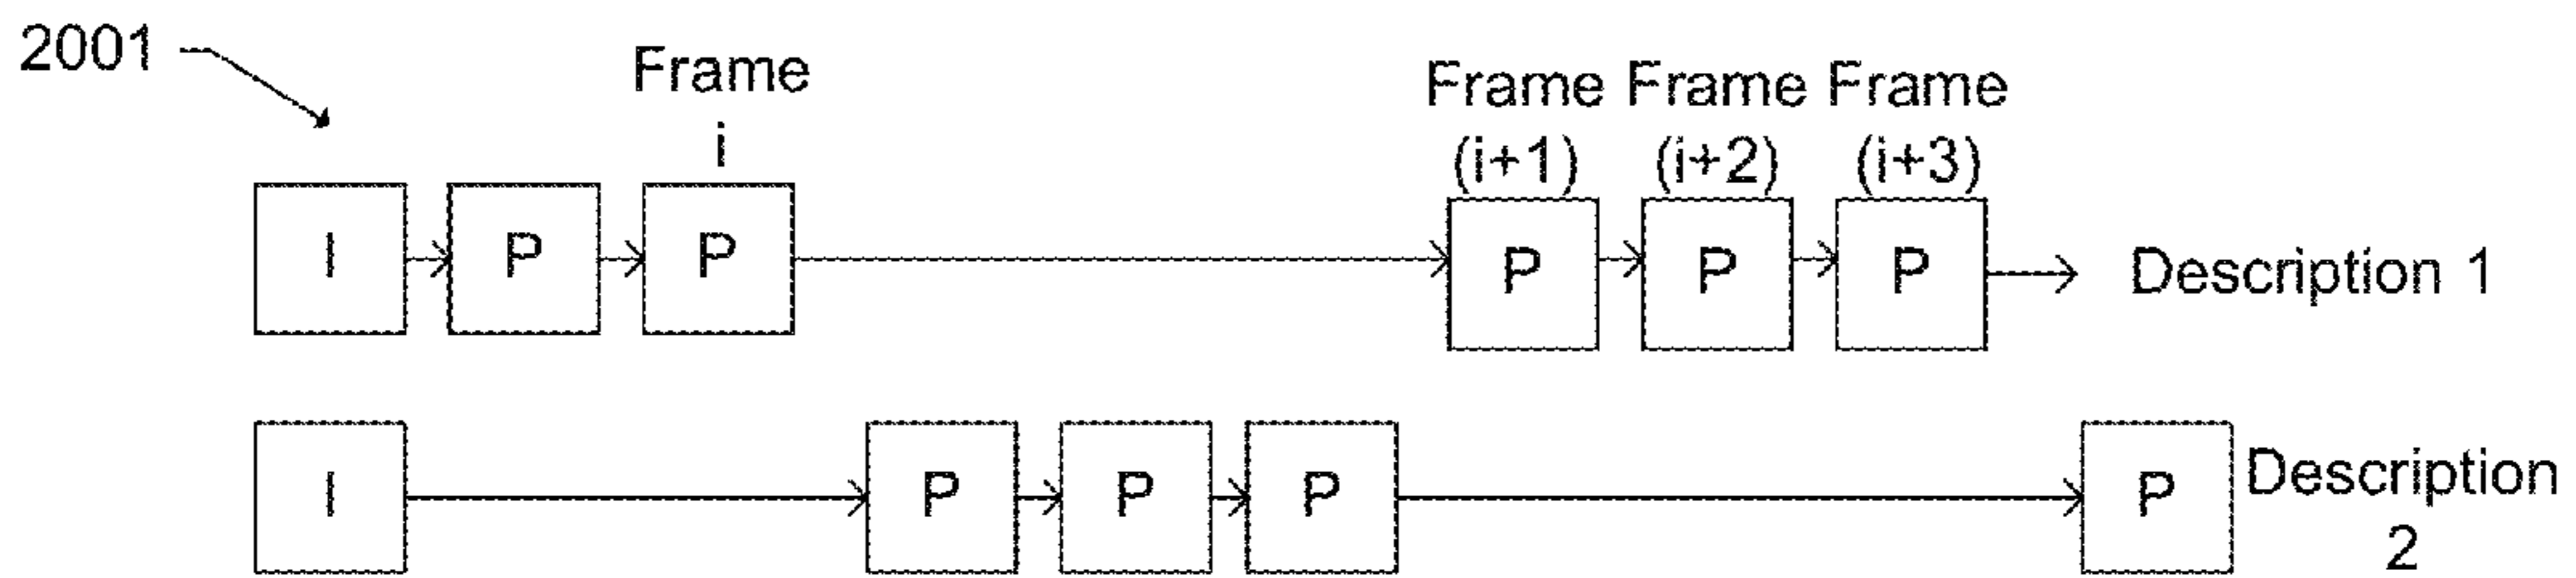 2001
Frame
i
Frame Frame Frame
(i+1) (i+2) (i+3)
I P P P P P Description 1
I P P P P Description
2